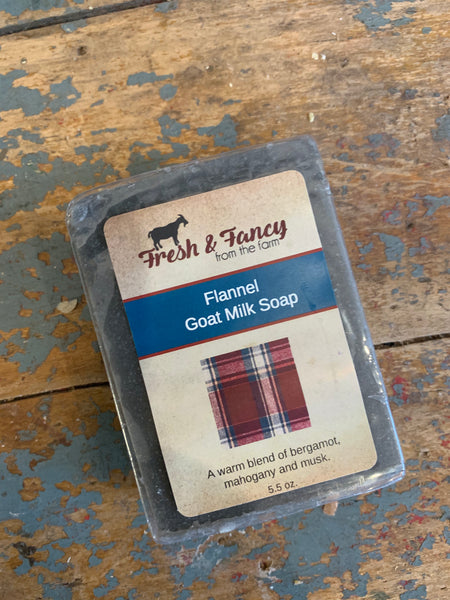 Fresh & Fancy
from the farm
Flannel
Goat Milk Soap
A warm blend of bergamot,
mahogany and musk.
5.5 oz.